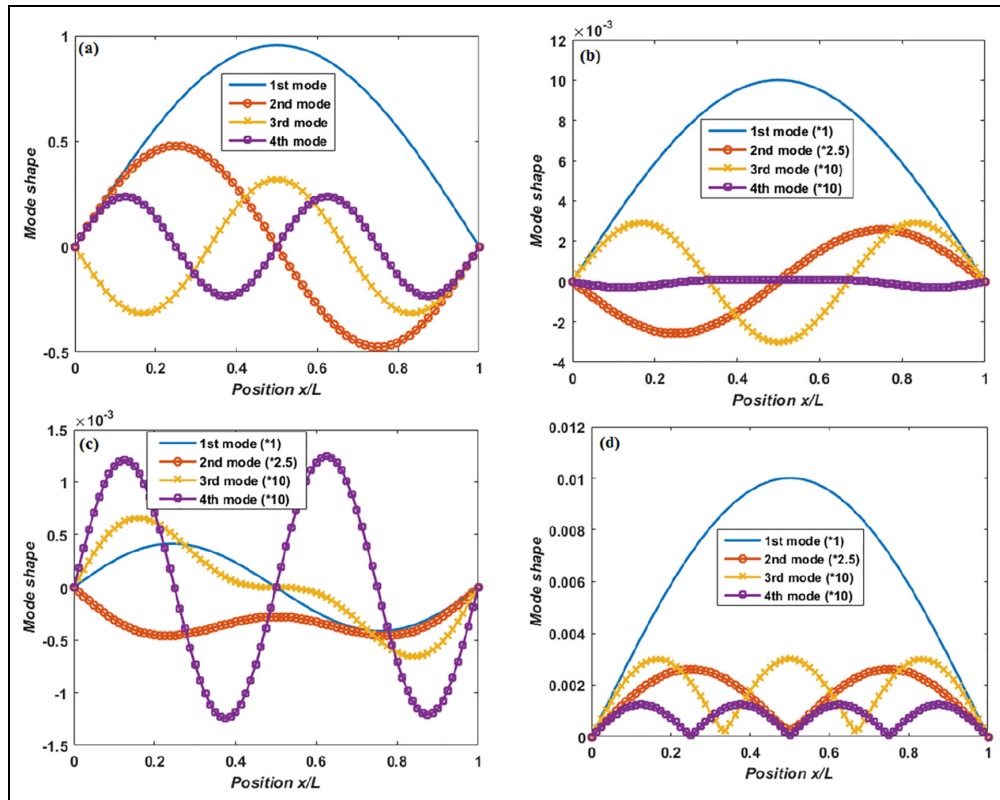 (a)
1
0.5
0
-0.5
Mode shape
1st mode
2nd mode
3rd mode
4th mode
0
0.2
0.4
0.6
0.8
1
Position x/L
(b)
×10⁻³
12
10
8
6
4
2
0
-2
-4
Mode shape
1st mode (*1)
2nd mode (*2.5)
3rd mode (*10)
4th mode (*10)
0
0.2
0.4
0.6
0.8
1
Position x/L
(c)
×10⁻³
1.5
1
0.5
0
-0.5
-1
-1.5
Mode shape
1st mode (*1)
2nd mode (*2.5)
3rd mode (*10)
4th mode (*10)
0
0.2
0.4
0.6
0.8
1
Position x/L
(d)
0.012
0.01
0.008
0.006
0.004
0.002
0
Mode shape
1st mode (*1)
2nd mode (*2.5)
3rd mode (*10)
4th mode (*10)
0
0.2
0.4
0.6
0.8
1
Position x/L